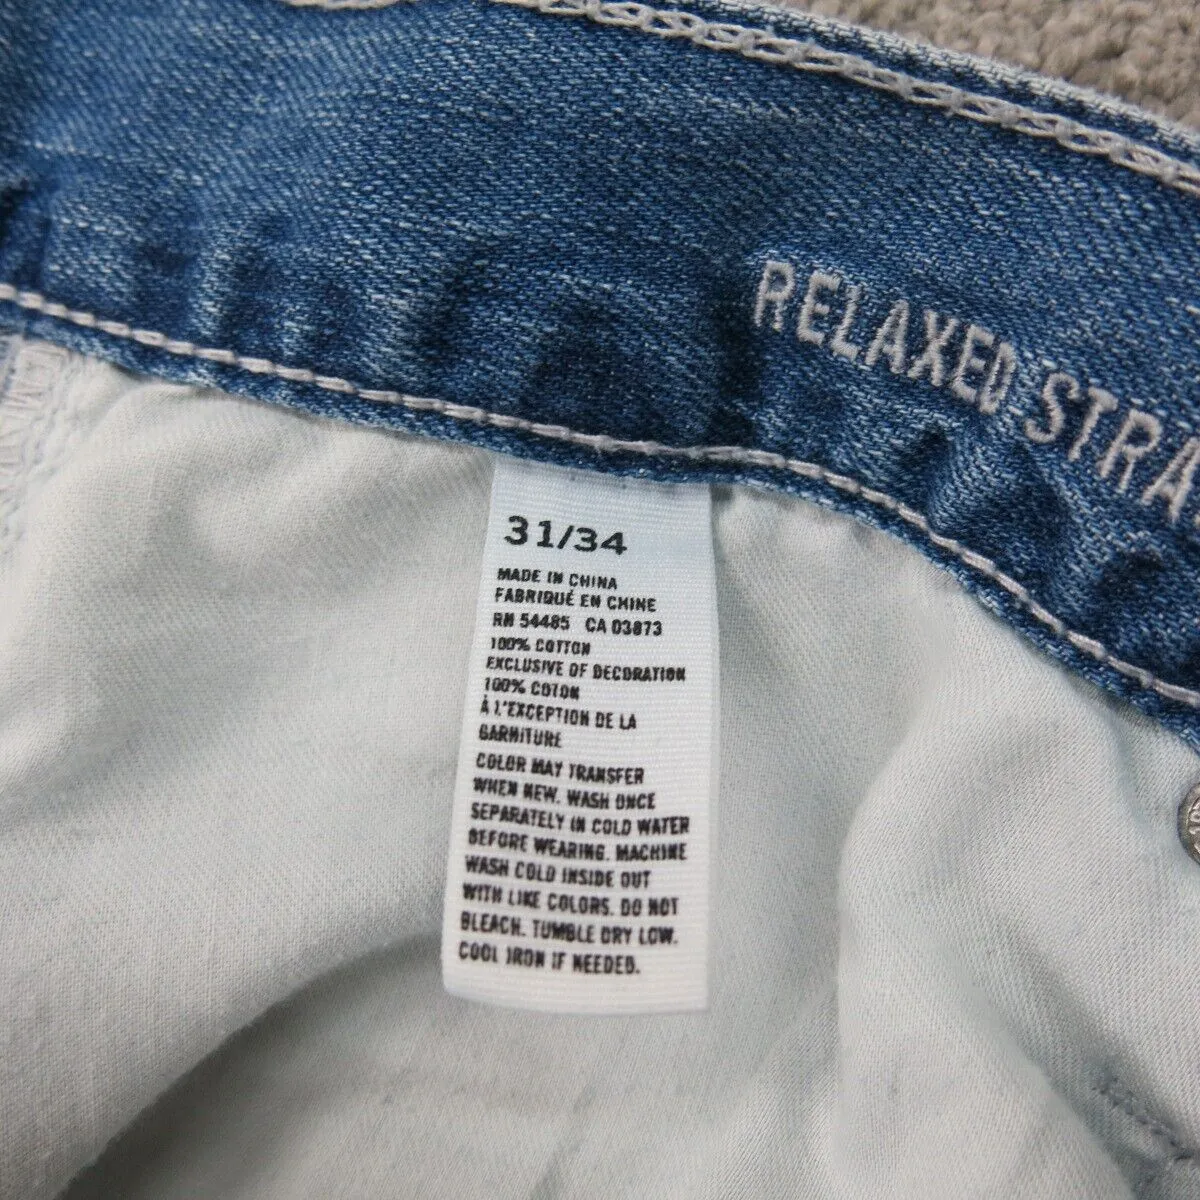 RELAXED STRA
31/34
MADE IN CHINA
FABRIQUÉ EN CHINE
RN 54485 CA 03873
100% COTTON
EXCLUSIVE OF DECORATION
100% COTON
À L'EXCEPTION DE LA
GARNITURE
COLOR MAY TRANSFER
WHEN NEW. WASH ONCE
SEPARATELY IN COLD WATER
BEFORE WEARING. MACHINE
WASH COLD INSIDE OUT
WITH LIKE COLORS. DO NOT
BLEACH. TUMBLE DRY LOW.
COOL IRON IF NEEDED.